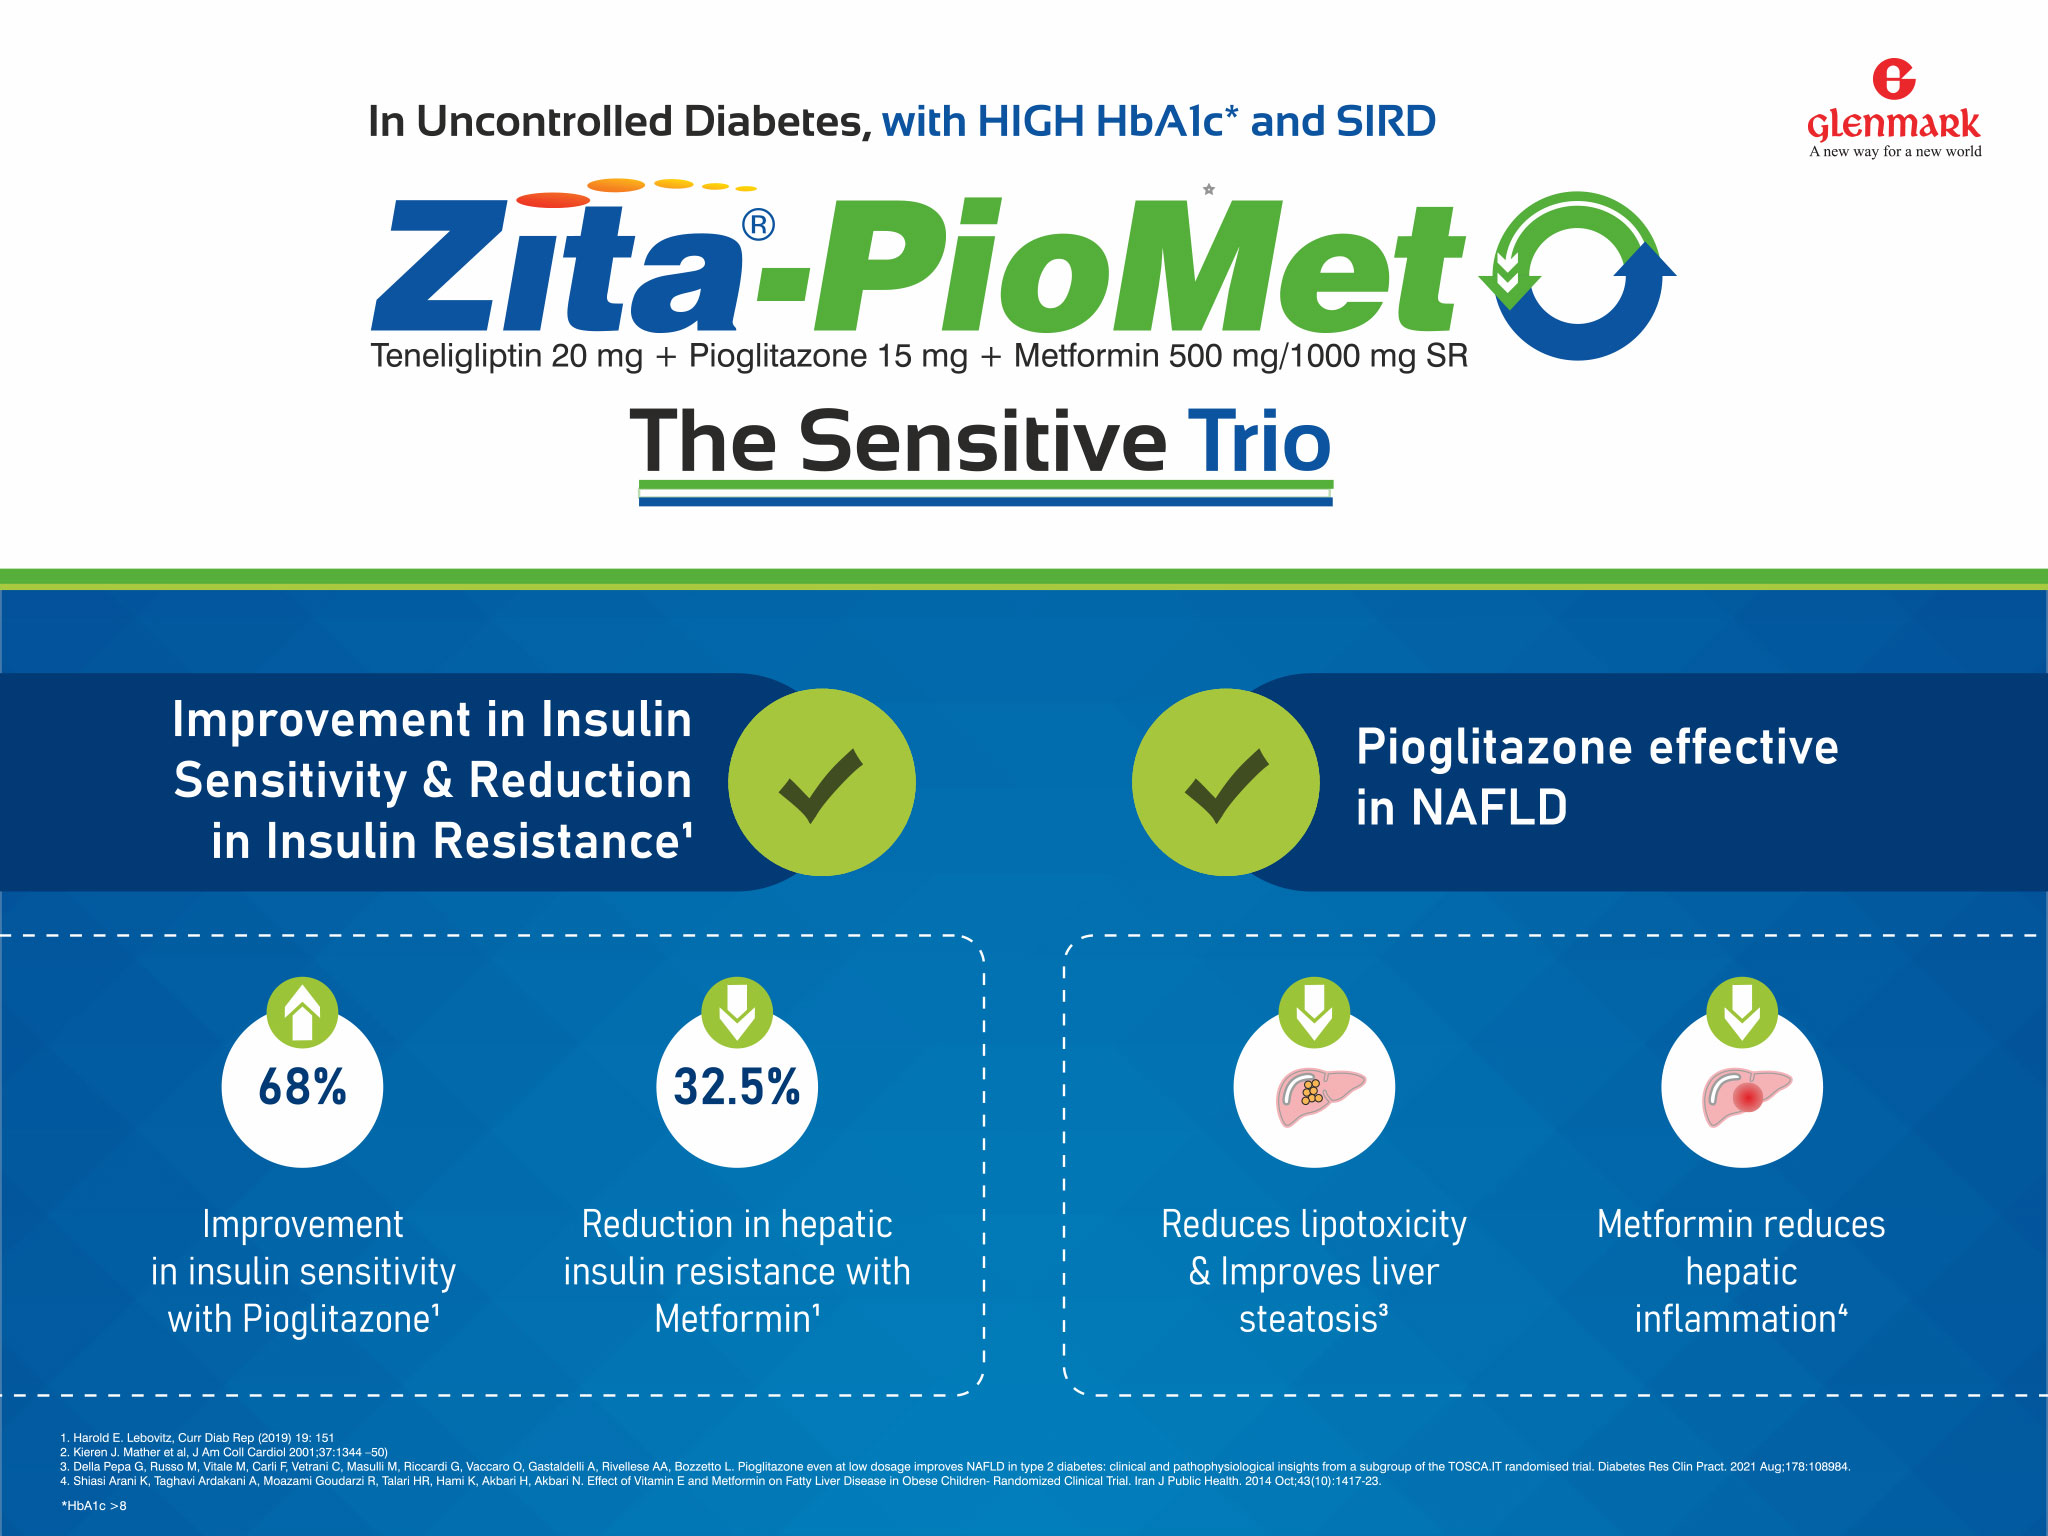 In Uncontrolled Diabetes, with HIGH HbA1c* and SIRD
glenmark
A new way for a new world
Zita®-PioMet
Teneligliptin 20 mg + Pioglitazone 15 mg + Metformin 500 mg/1000 mg SR
The Sensitive Trio
Improvement in Insulin
Sensitivity & Reduction
in Insulin Resistance¹
Pioglitazone effective
in NAFLD
68%
Improvement
in insulin sensitivity
with Pioglitazone¹
32.5%
Reduction in hepatic
insulin resistance with
Metformin¹
Reduces lipotoxicity
& Improves liver
steatosis³
Metformin reduces
hepatic
inflammation⁴
1. Harold E. Lebovitz, Curr Diab Rep (2019) 19: 151
2. Kieren J. Mather et al, J Am Coll Cardiol 2001;37:1344 –50)
3. Della Pepa G, Russo M, Vitale M, Carli F, Vetrani C, Masulli M, Riccardi G, Vaccaro O, Gastaldelli A, Rivellese AA, Bozzetto L. Pioglitazone even at low dosage improves NAFLD in type 2 diabetes: clinical and pathophysiological insights from a subgroup of the TOSCA.IT randomised trial. Diabetes Res Clin Pract. 2021 Aug;178:108984.
4. Shiasi Arani K, Taghavi Ardakani A, Moazami Goudarzi R, Talari HR, Hami K, Akbari H, Akbari N. Effect of Vitamin E and Metformin on Fatty Liver Disease in Obese Children- Randomized Clinical Trial. Iran J Public Health. 2014 Oct;43(10):1417-23.
*HbA1c >8